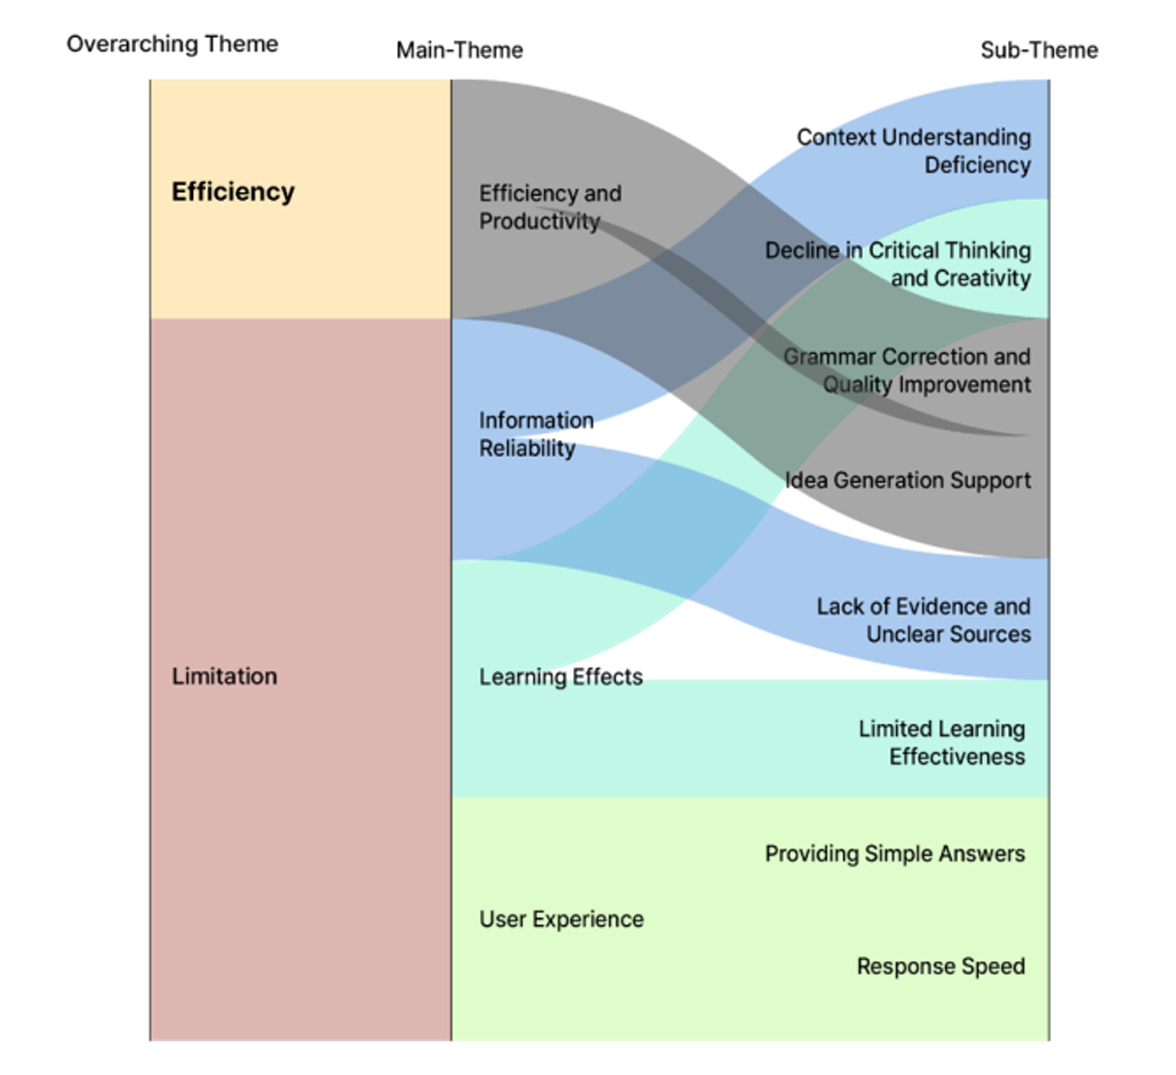 Overarching Theme
Main-Theme
Sub-Theme
Efficiency
Limitation
Efficiency and
Productivity
Information
Reliability
Learning Effects
User Experience
Context Understanding
Deficiency
Decline in Critical Thinking
and Creativity
Grammar Correction and
Quality Improvement
Idea Generation Support
Lack of Evidence and
Unclear Sources
Limited Learning
Effectiveness
Providing Simple Answers
Response Speed